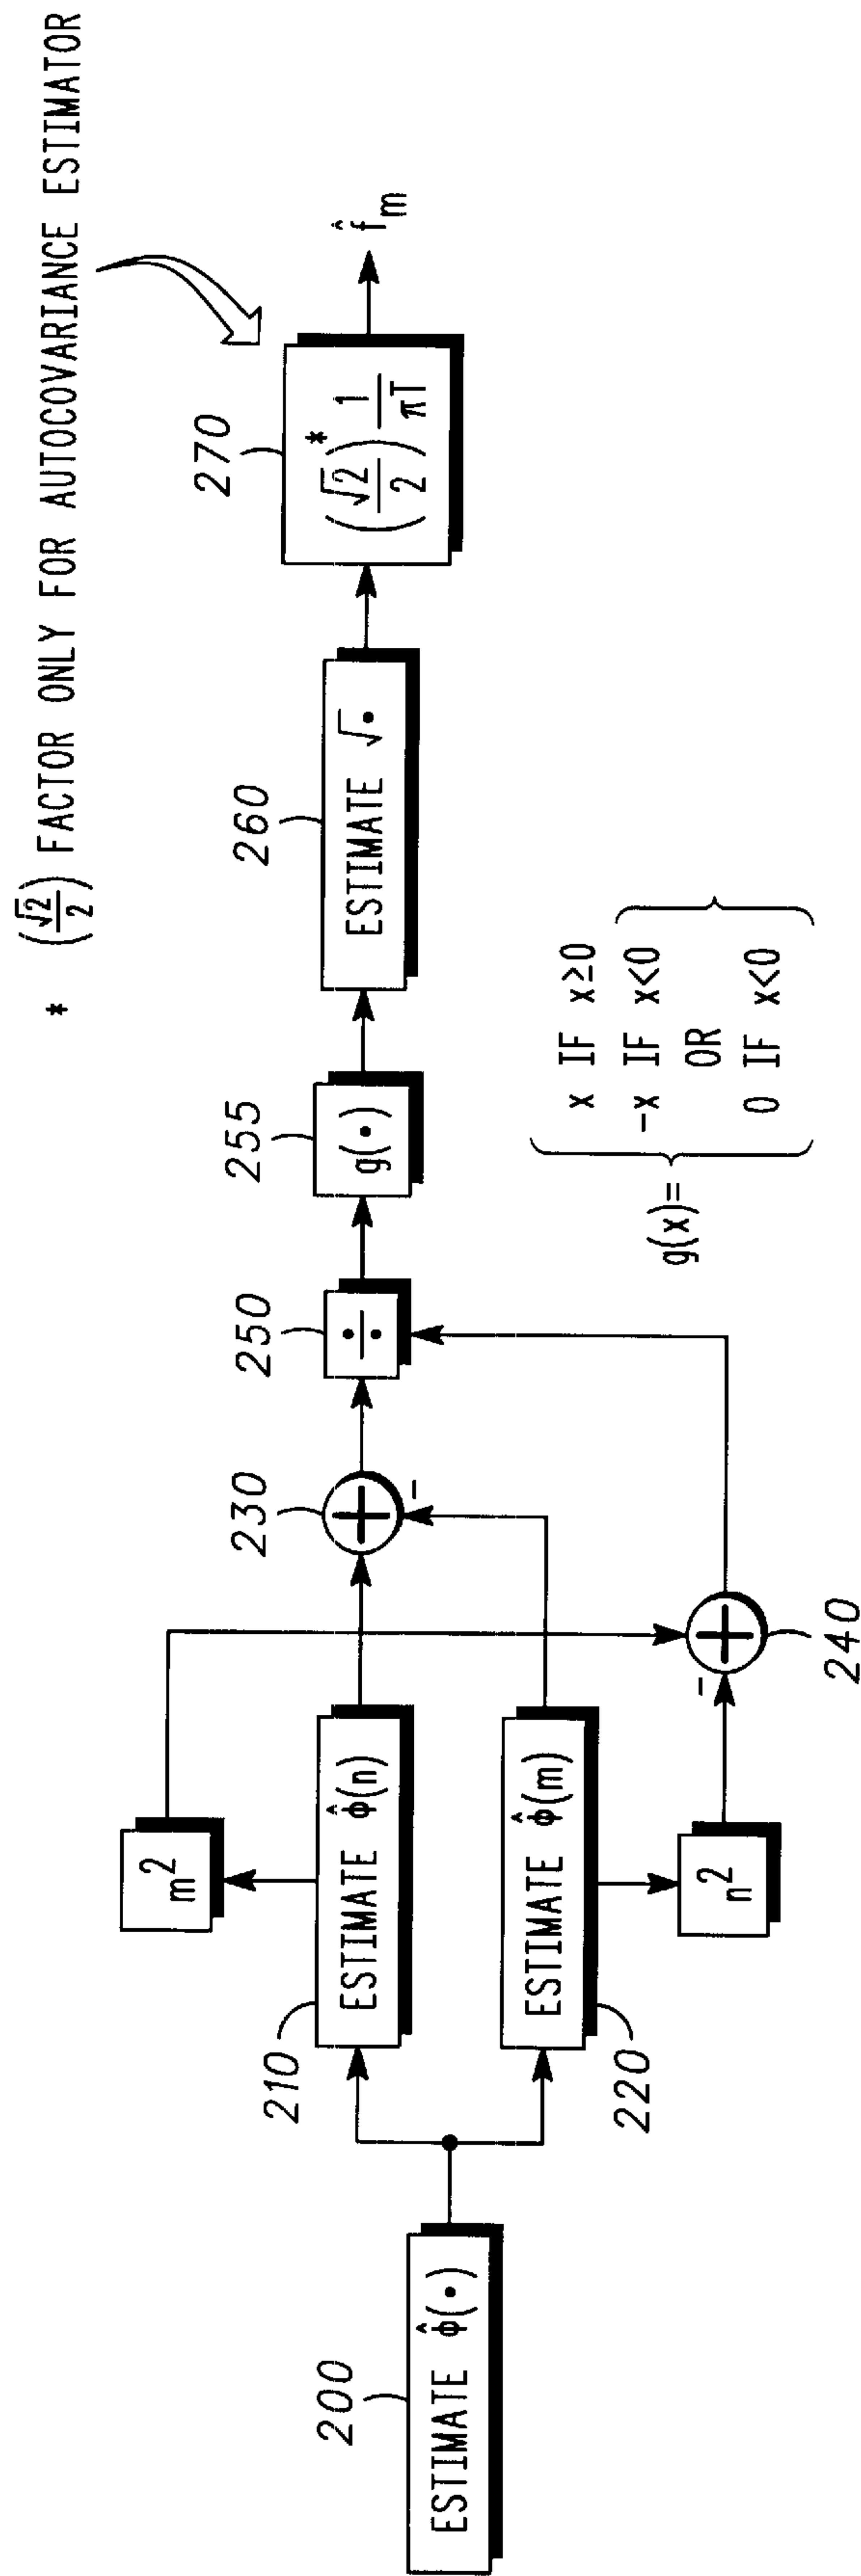 * (√2/2) FACTOR ONLY FOR AUTOCOVARIANCE ESTIMATOR
200
ESTIMATE φ̂(•)
210
ESTIMATE φ̂(n)
m²
220
ESTIMATE φ̂(m)
n²
230
+
-
240
+
-
250
÷
255
g(•)
260
ESTIMATE √•
270
(√2/2)* 1/πT
f̂m
g(x)=
x IF x≥0
-x IF x<0
OR
0 IF x<0